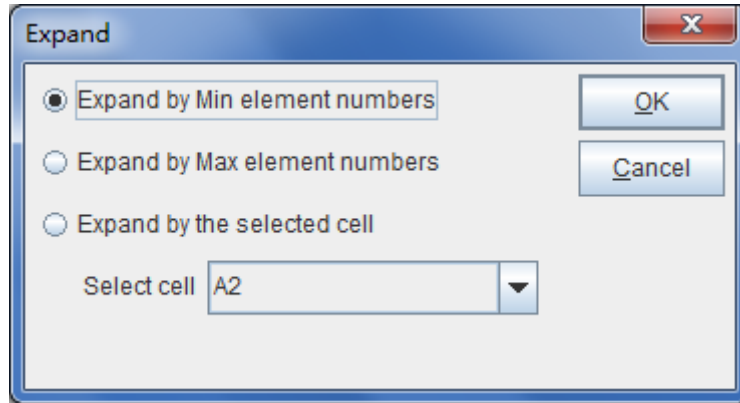 Expand
Expand by Min element numbers
OK
Expand by Max element numbers
Cancel
Expand by the selected cell
Select cell A2